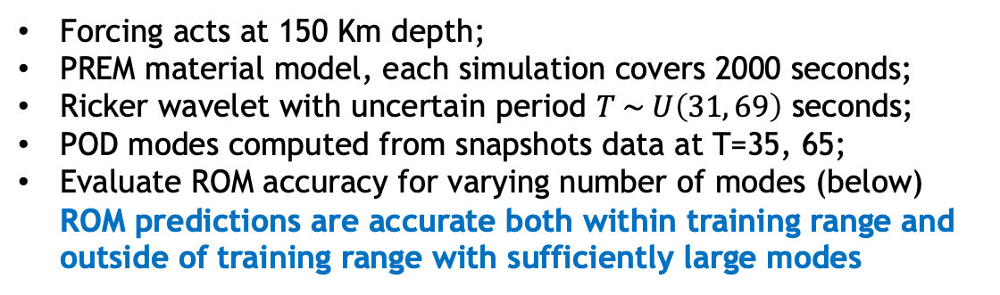 • Forcing acts at 150 Km depth;
• PREM material model, each simulation covers 2000 seconds;
• Ricker wavelet with uncertain period 𝑇 ~ 𝑈(31, 69) seconds;
• POD modes computed from snapshots data at T=35, 65;
• Evaluate ROM accuracy for varying number of modes (below)
ROM predictions are accurate both within training range and
outside of training range with sufficiently large modes